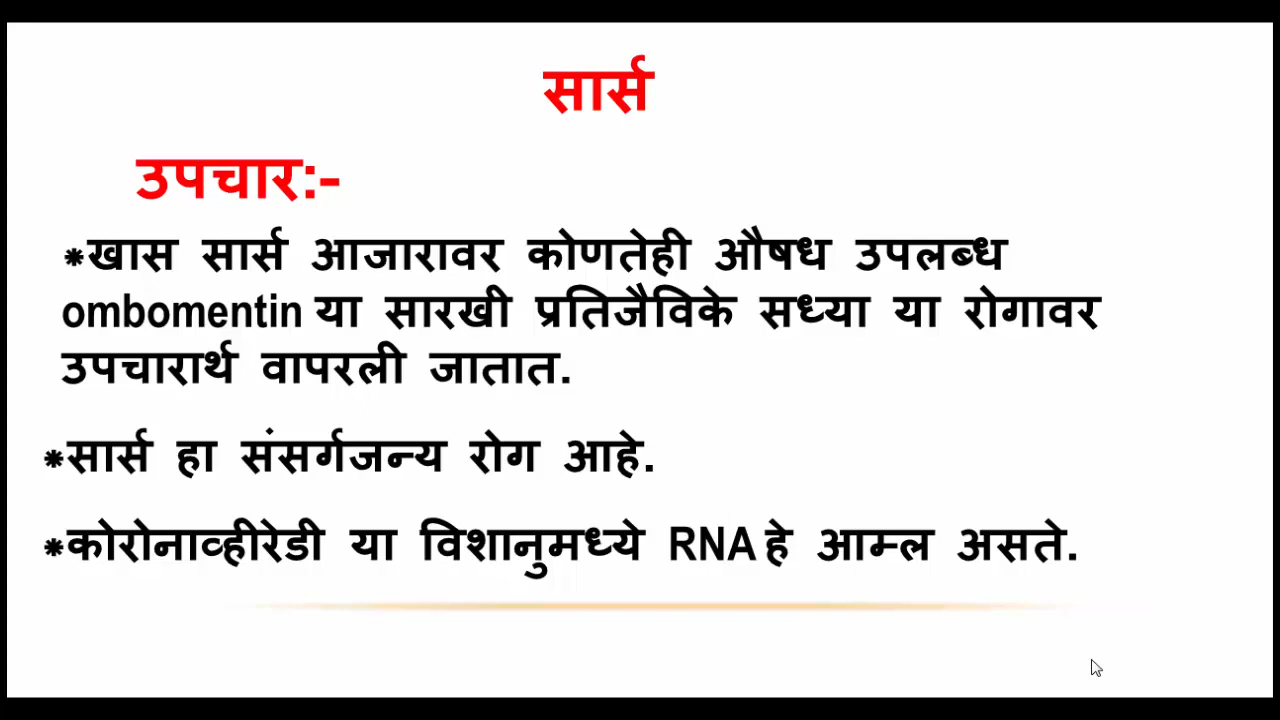 सार्स
उपचार:-
*खास सार्स आजारावर कोणतेही औषध उपलब्ध
ombomentin या सारखी प्रतिजैविके सध्या या रोगावर
उपचारार्थ वापरली जातात.
*सार्स हा संसर्गजन्य रोग आहे.
*कोरोनाव्हीरेडी या विशानुमध्ये RNA हे आम्ल असते.